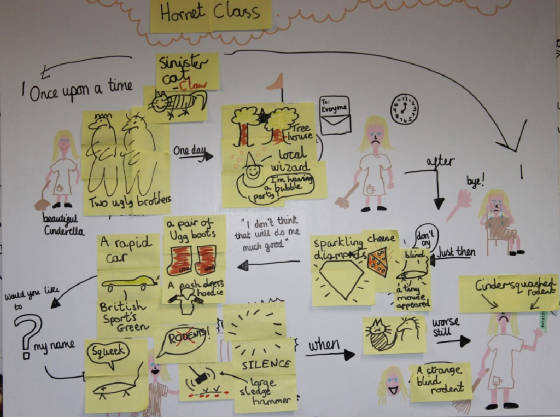 Hornet Class
Sinister
cat
Claw
Once upon a time
Two ugly brothers
beautiful
Cinderella
One day
Tree
house
local
wizard
I'm having
a bubble
party
To:
Everyone
after
bye!
Just then
don't
cry
blind
a tiny
mouse appeared
cheese
sparkling
diamonds
"I don't think
that will do me
much good"
a pair of
Ugg boots
A posh dress
hoodie
A rapid
car
British
Sport's
Green
Would you like
to
?
my name
Squeek
SILENCE
large
sledge
hammer
when
worse
still
A strange
blind
rodent
Cindersquashed
rodent